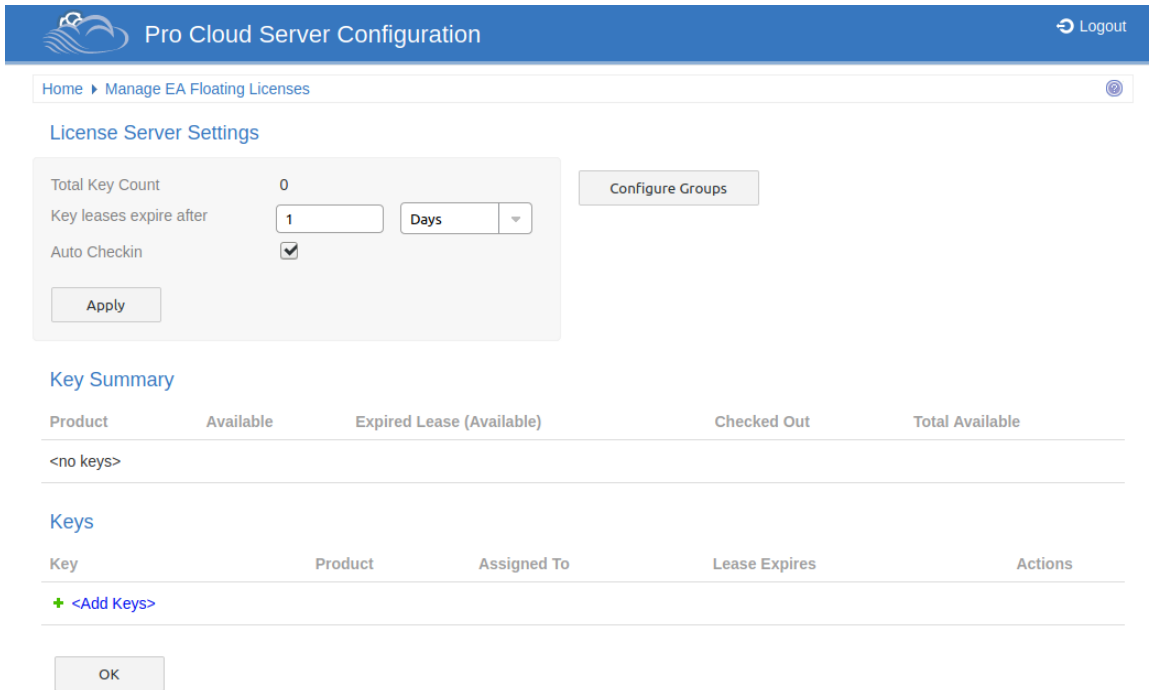 Pro Cloud Server Configuration
Logout
Home Manage EA Floating Licenses
License Server Settings
Total Key Count 0
Configure Groups
Key leases expire after 1 Days
Auto Checkin
Apply
Key Summary
Product Available Expired Lease (Available) Checked Out Total Available
<no keys>
Keys
Key Product Assigned To Lease Expires Actions
<Add Keys>
OK